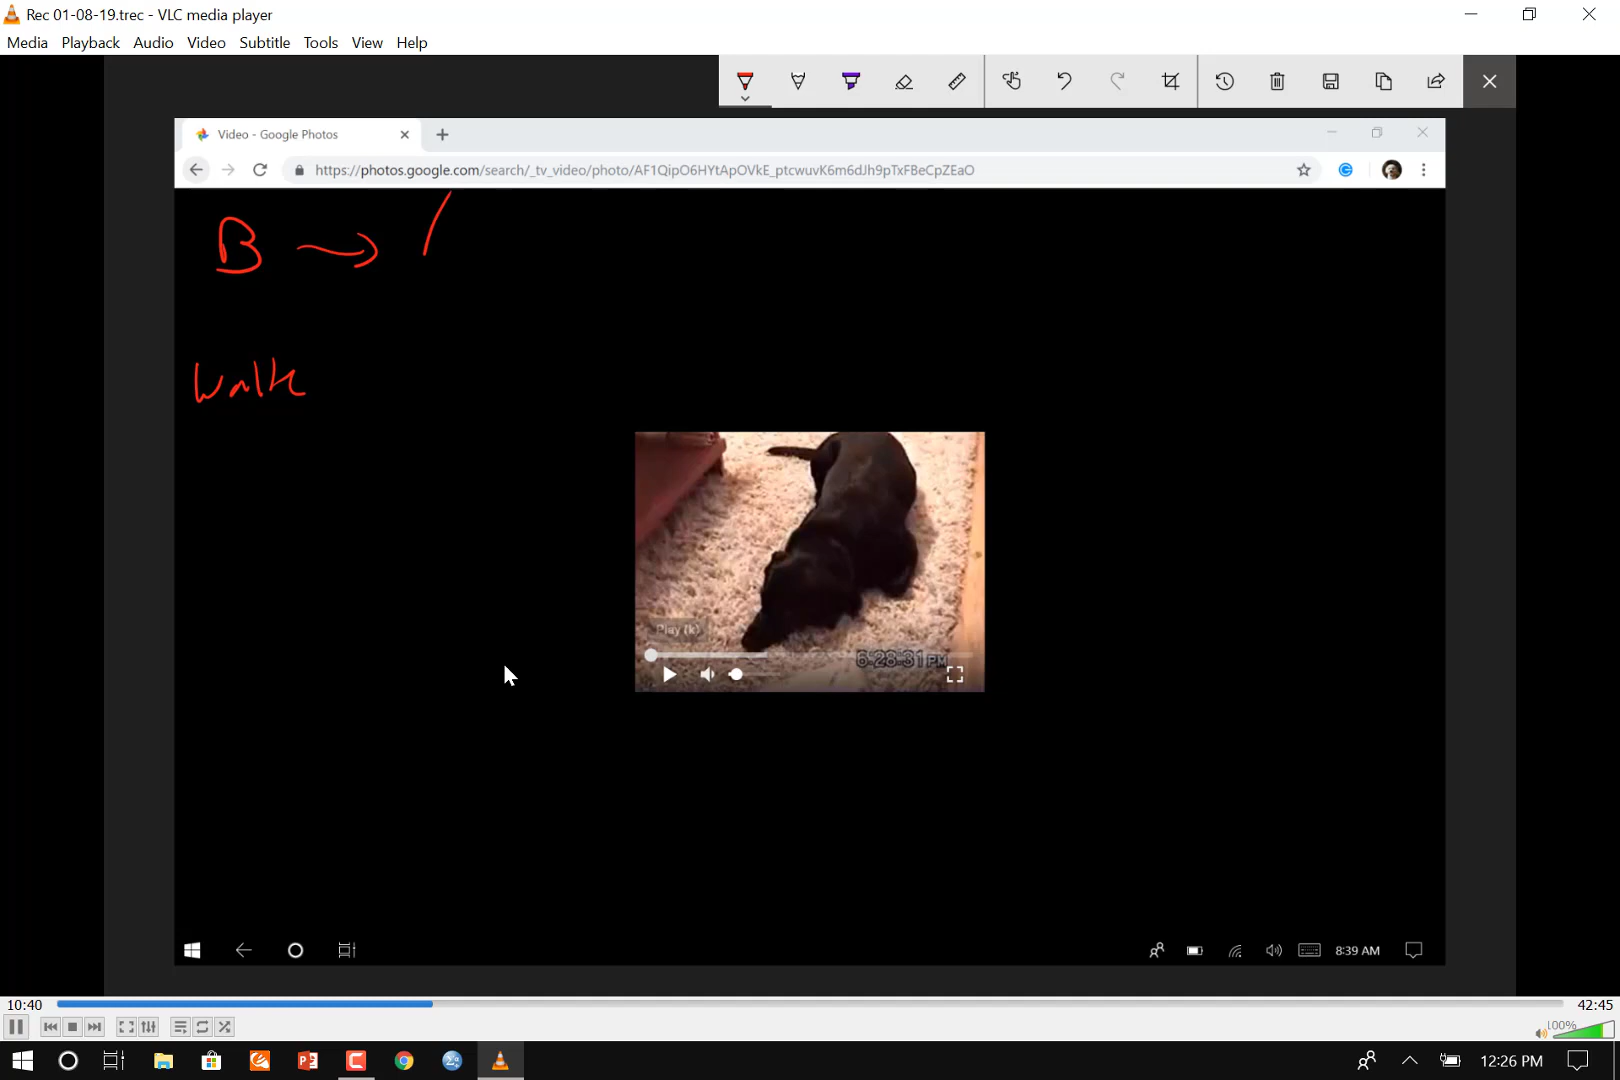 Rec 01-08-19.trec - VLC media player
Media Playback Audio Video Subtitle Tools View Help
Video - Google Photos
https://photos.google.com/search/_tv_video/photo/AF1QipO6HYtApOVkE_ptcwuvK6m6dJh9pTxFBeCpZEaO
B →
Walk
Play (k)
6:28:31 PM
8:39 AM
10:40
42:45
100%
12:26 PM